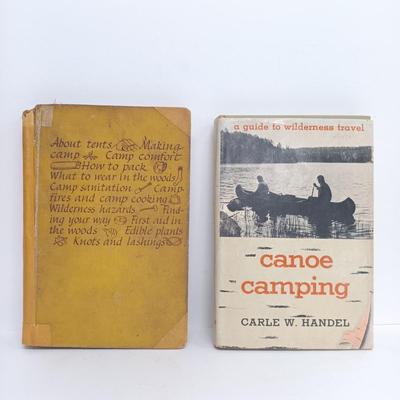 About tents Making
camp Camp comfort
How to pack
What to wear in the woods
Camp sanitation Camp-
fires and camp cooking
Wilderness hazards Find-
ing your way First aid in
the woods Edible plants
Knots and lashings
a guide to wilderness travel
canoe
camping
CARLE W. HANDEL